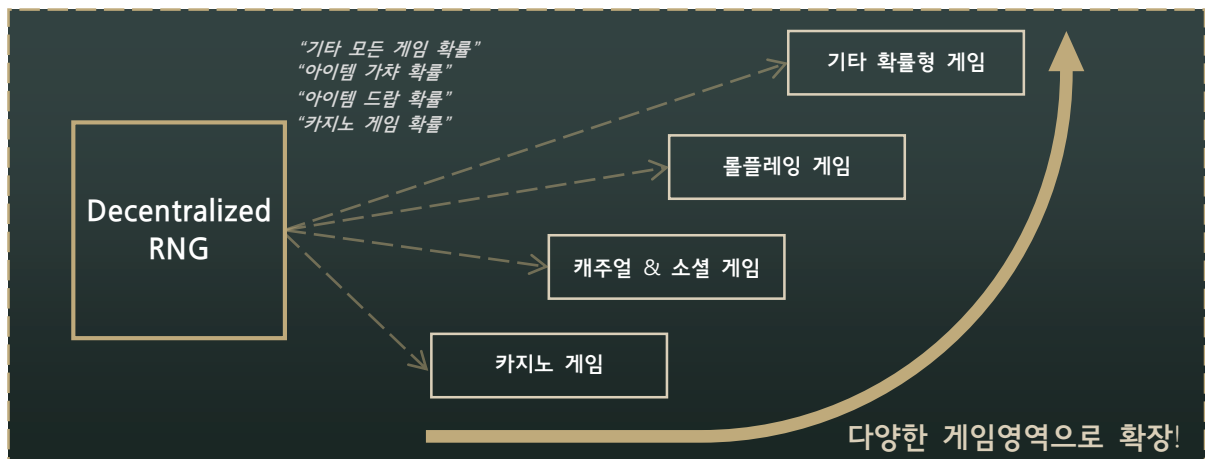 “기타 모든 게임 확률”
“아이템 가챠 확률”
“아이템 드랍 확률”
“카지노 게임 확률”
기타 확률형 게임
롤플레잉 게임
Decentralized
RNG
캐주얼 & 소셜 게임
카지노 게임
다양한 게임영역으로 확장!